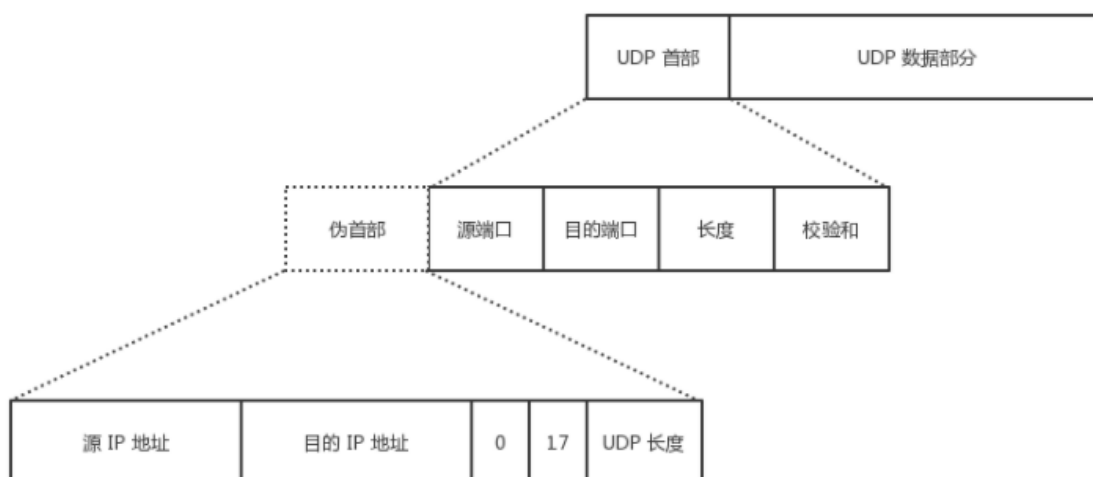 UDP 首部
UDP 数据部分
伪首部
源端口
目的端口
长度
校验和
源 IP 地址
目的 IP 地址
0
17
UDP 长度